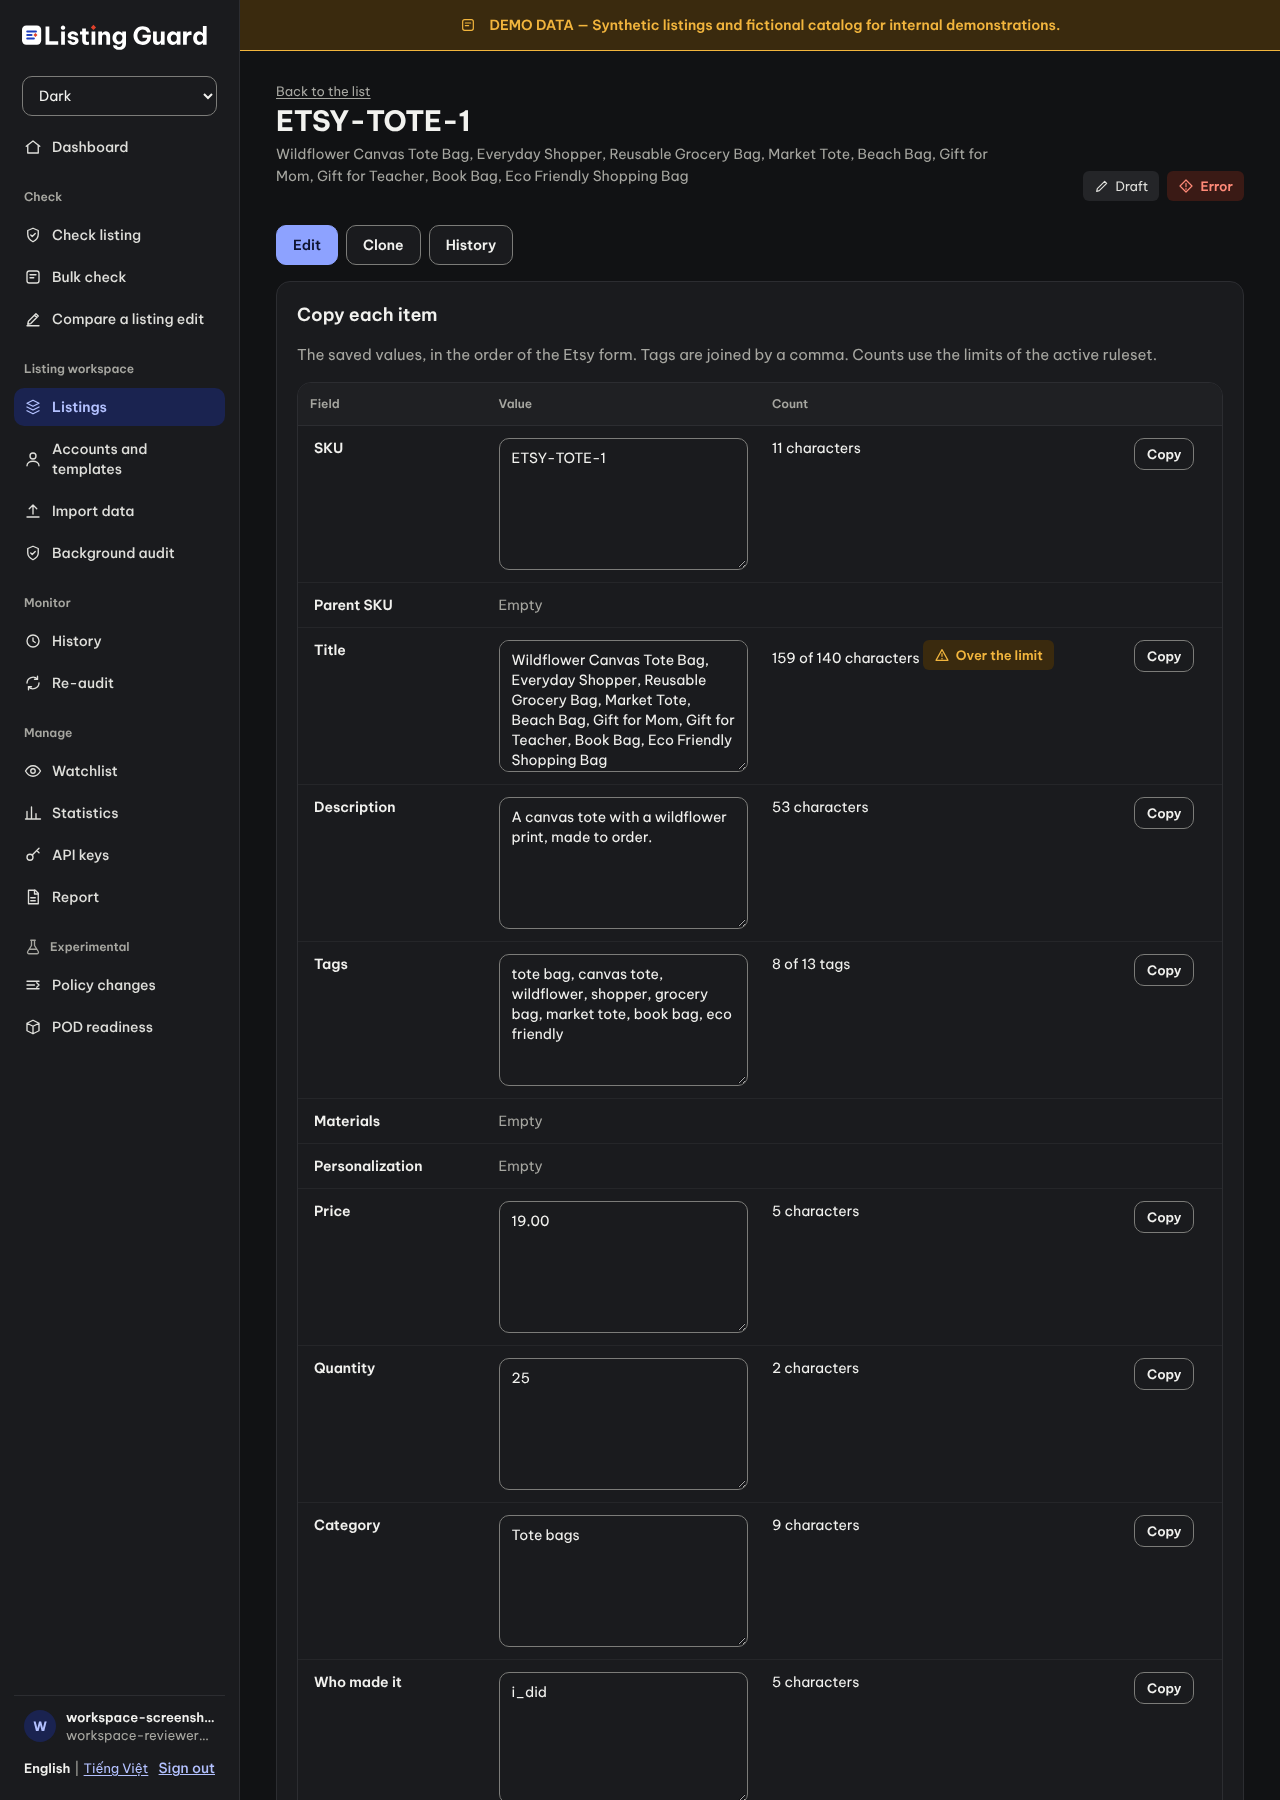 Listing Guard
Dark
Dashboard
Check
Check listing
Bulk check
Compare a listing edit
Listing workspace
Listings
Accounts and
templates
Import data
Background audit
Monitor
History
Re-audit
Manage
Watchlist
Statistics
API keys
Report
Experimental
Policy changes
POD readiness
W
workspace-screensh...
workspace-reviewer...
English | Tiếng Việt Sign out
DEMO DATA — Synthetic listings and fictional catalog for internal demonstrations.
Back to the list
ETSY-TOTE-1
Wildflower Canvas Tote Bag, Everyday Shopper, Reusable Grocery Bag, Market Tote, Beach Bag, Gift for
Mom, Gift for Teacher, Book Bag, Eco Friendly Shopping Bag
Draft Error
Edit Clone History
Copy each item
The saved values, in the order of the Etsy form. Tags are joined by a comma. Counts use the limits of the active ruleset.
Field Value Count
SKU ETSY-TOTE-1 11 characters Copy
Parent SKU Empty
Title
Wildflower Canvas Tote Bag,
Everyday Shopper, Reusable
Grocery Bag, Market Tote,
Beach Bag, Gift for Mom, Gift for
Teacher, Book Bag, Eco Friendly
Shopping Bag
159 of 140 characters Over the limit Copy
Description
A canvas tote with a wildflower
print, made to order.
53 characters Copy
Tags
tote bag, canvas tote,
wildflower, shopper, grocery
bag, market tote, book bag, eco
friendly
8 of 13 tags Copy
Materials Empty
Personalization Empty
Price 19.00 5 characters Copy
Quantity 25 2 characters Copy
Category Tote bags 9 characters Copy
Who made it i_did 5 characters Copy